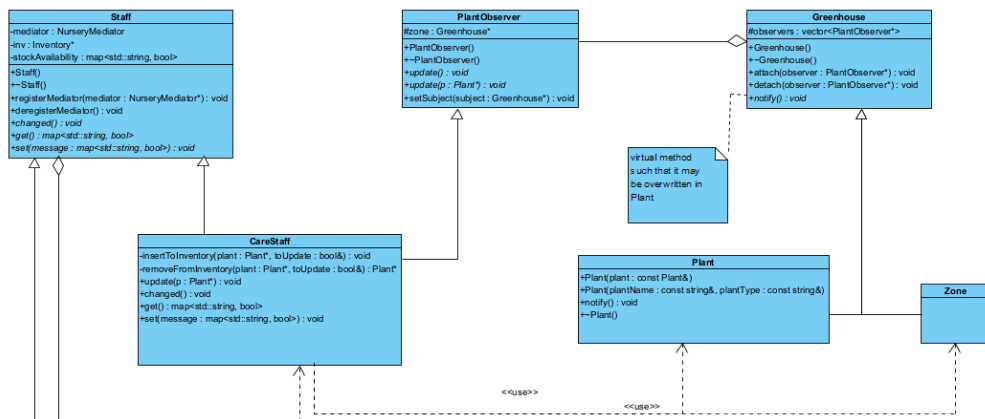 Staff
-mediator : NurseryMediator
-inv : Inventory*
-stockAvailability : map<std::string, bool>
+Staff()
+~Staff()
+registerMediator(mediator : NurseryMediator*) : void
+deregisterMediator() : void
+changed() : void
+get() : map<std::string, bool>
+set(message : map<std::string, bool>) : void
PlantObserver
#zone : Greenhouse*
+PlantObserver()
+~PlantObserver()
+update() : void
+update(p : Plant*) : void
+setSubject(subject : Greenhouse*) : void
Greenhouse
#observers : vector<PlantObserver*>
+Greenhouse()
+~Greenhouse()
+attach(observer : PlantObserver*) : void
+detach(observer : PlantObserver*) : void
+notify() : void
virtual method
such that it may
be overwritten in
Plant
CareStaff
-insertToInventory(plant : Plant*, toUpdate : bool&) : void
-removeFromInventory(plant : Plant*, toUpdate : bool&) : Plant*
+update(p : Plant*) : void
+changed() : void
+get() : map<std::string, bool>
+set(message : map<std::string, bool>) : void
Plant
+Plant(plant : const Plant&)
+Plant(plantName : const string&, plantType : const string&)
+notify() : void
+~Plant()
Zone
<<use>>
<<use>>